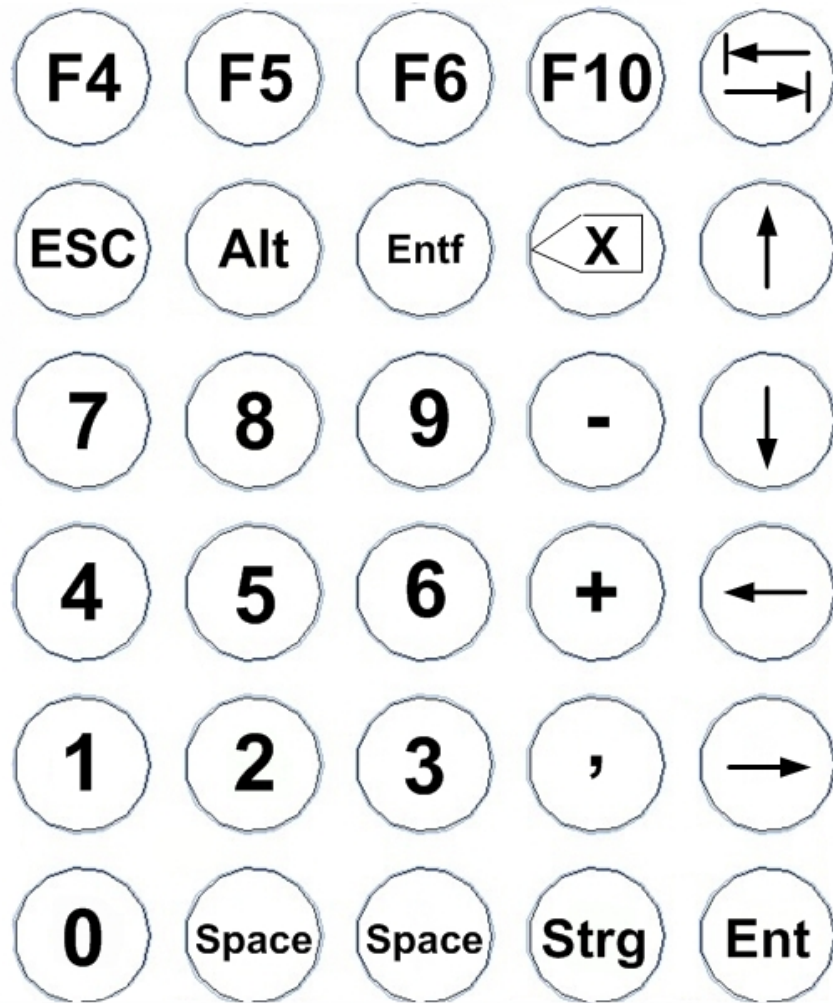 F4 F5 F6 F10
ESC Alt Entf X
7 8 9 -
4 5 6 +
1 2 3 ,
0 Space Space Strg Ent